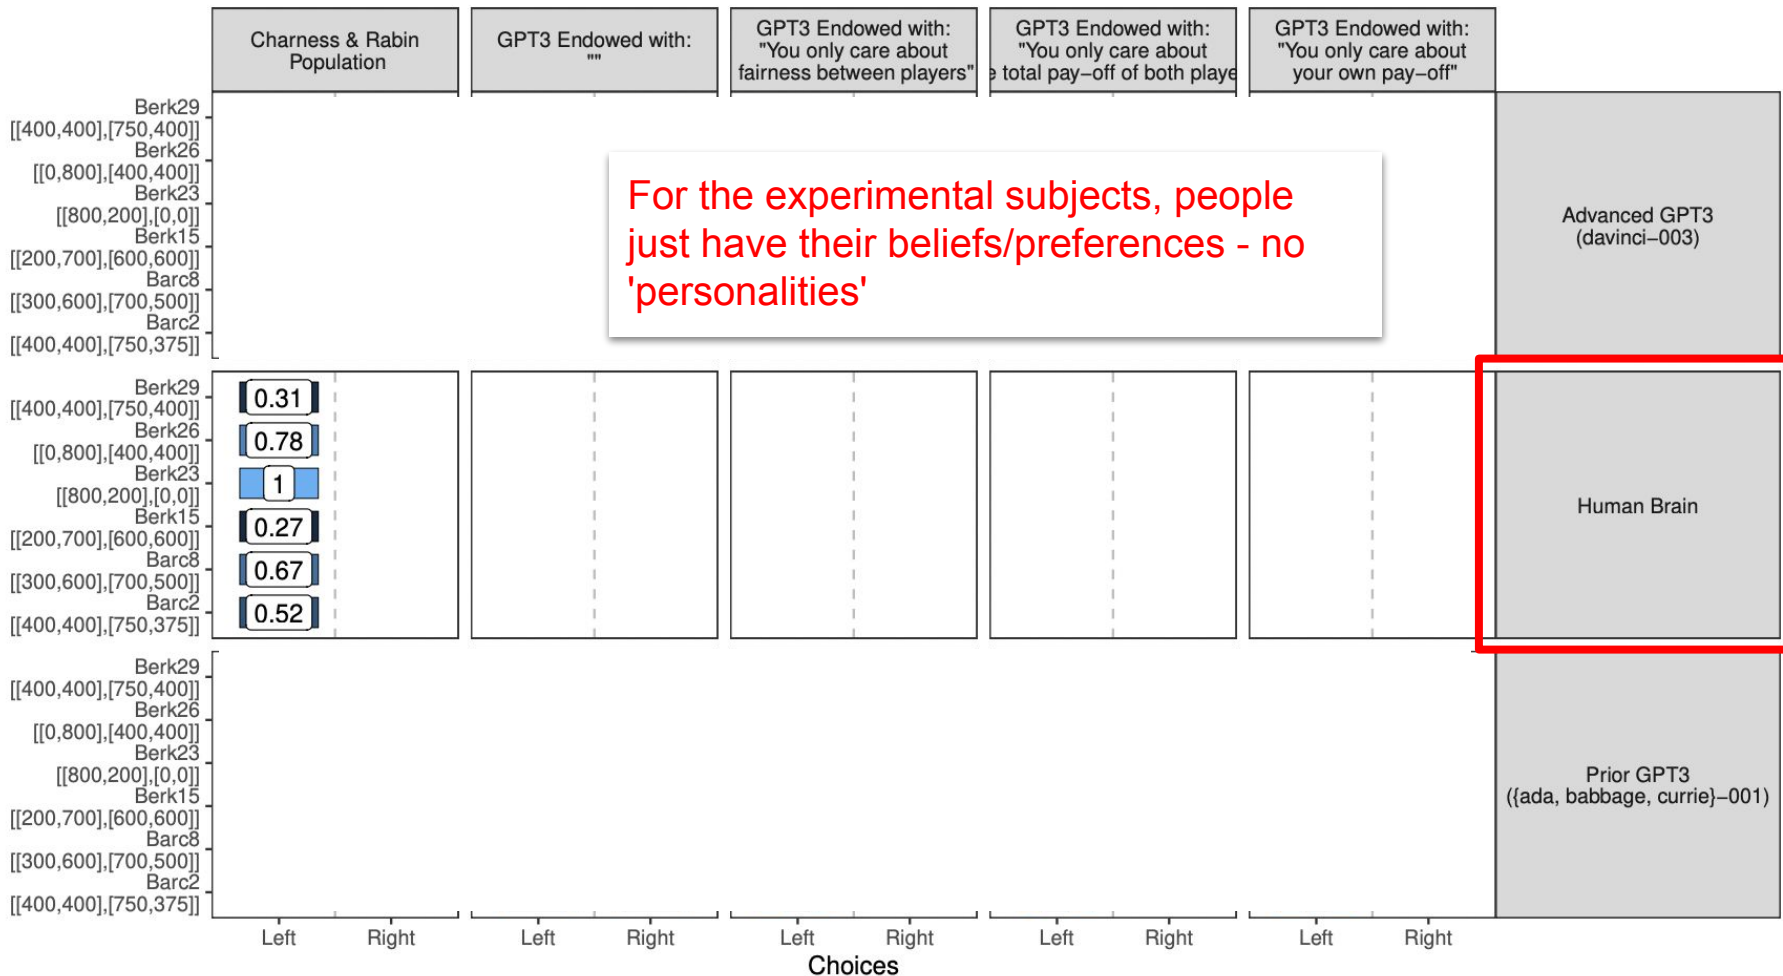 Charness & Rabin
Population
GPT3 Endowed with:
""
GPT3 Endowed with:
"You only care about
fairness between players"
GPT3 Endowed with:
"You only care about
e total pay-off of both playe
GPT3 Endowed with:
"You only care about
your own pay-off"
Berk29
[[400,400],[750,400]]
Berk26
[[0,800],[400,400]]
Berk23
[[800,200],[0,0]]
Berk15
[[200,700],[600,600]]
Barc8
[[300,600],[700,500]]
Barc2
[[400,400],[750,375]]
For the experimental subjects, people
just have their beliefs/preferences - no
'personalities'
Advanced GPT3
(davinci-003)
Berk29
[[400,400],[750,400]]
Berk26
[[0,800],[400,400]]
Berk23
[[800,200],[0,0]]
Berk15
[[200,700],[600,600]]
Barc8
[[300,600],[700,500]]
Barc2
[[400,400],[750,375]]
0.31
0.78
1
0.27
0.67
0.52
Human Brain
Berk29
[[400,400],[750,400]]
Berk26
[[0,800],[400,400]]
Berk23
[[800,200],[0,0]]
Berk15
[[200,700],[600,600]]
Barc8
[[300,600],[700,500]]
Barc2
[[400,400],[750,375]]
Prior GPT3
({ada, babbage, currie}-001)
Left Right Left Right Left Right Left Right Left Right
Choices